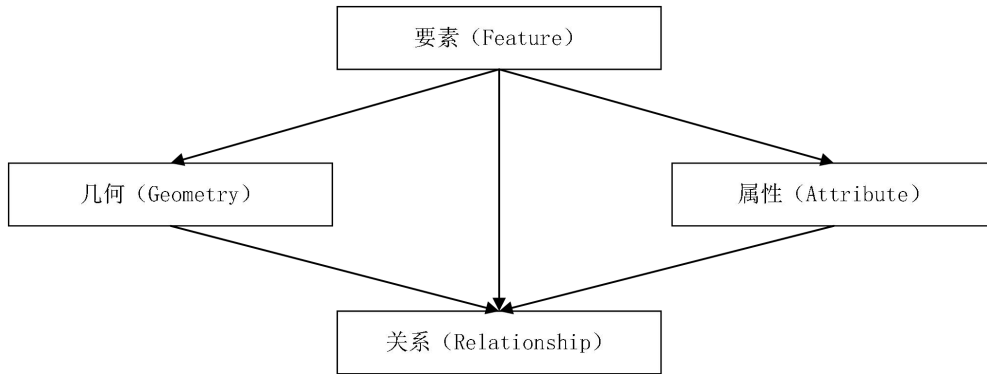 要素（Feature）
几何（Geometry）
属性（Attribute）
关系（Relationship）